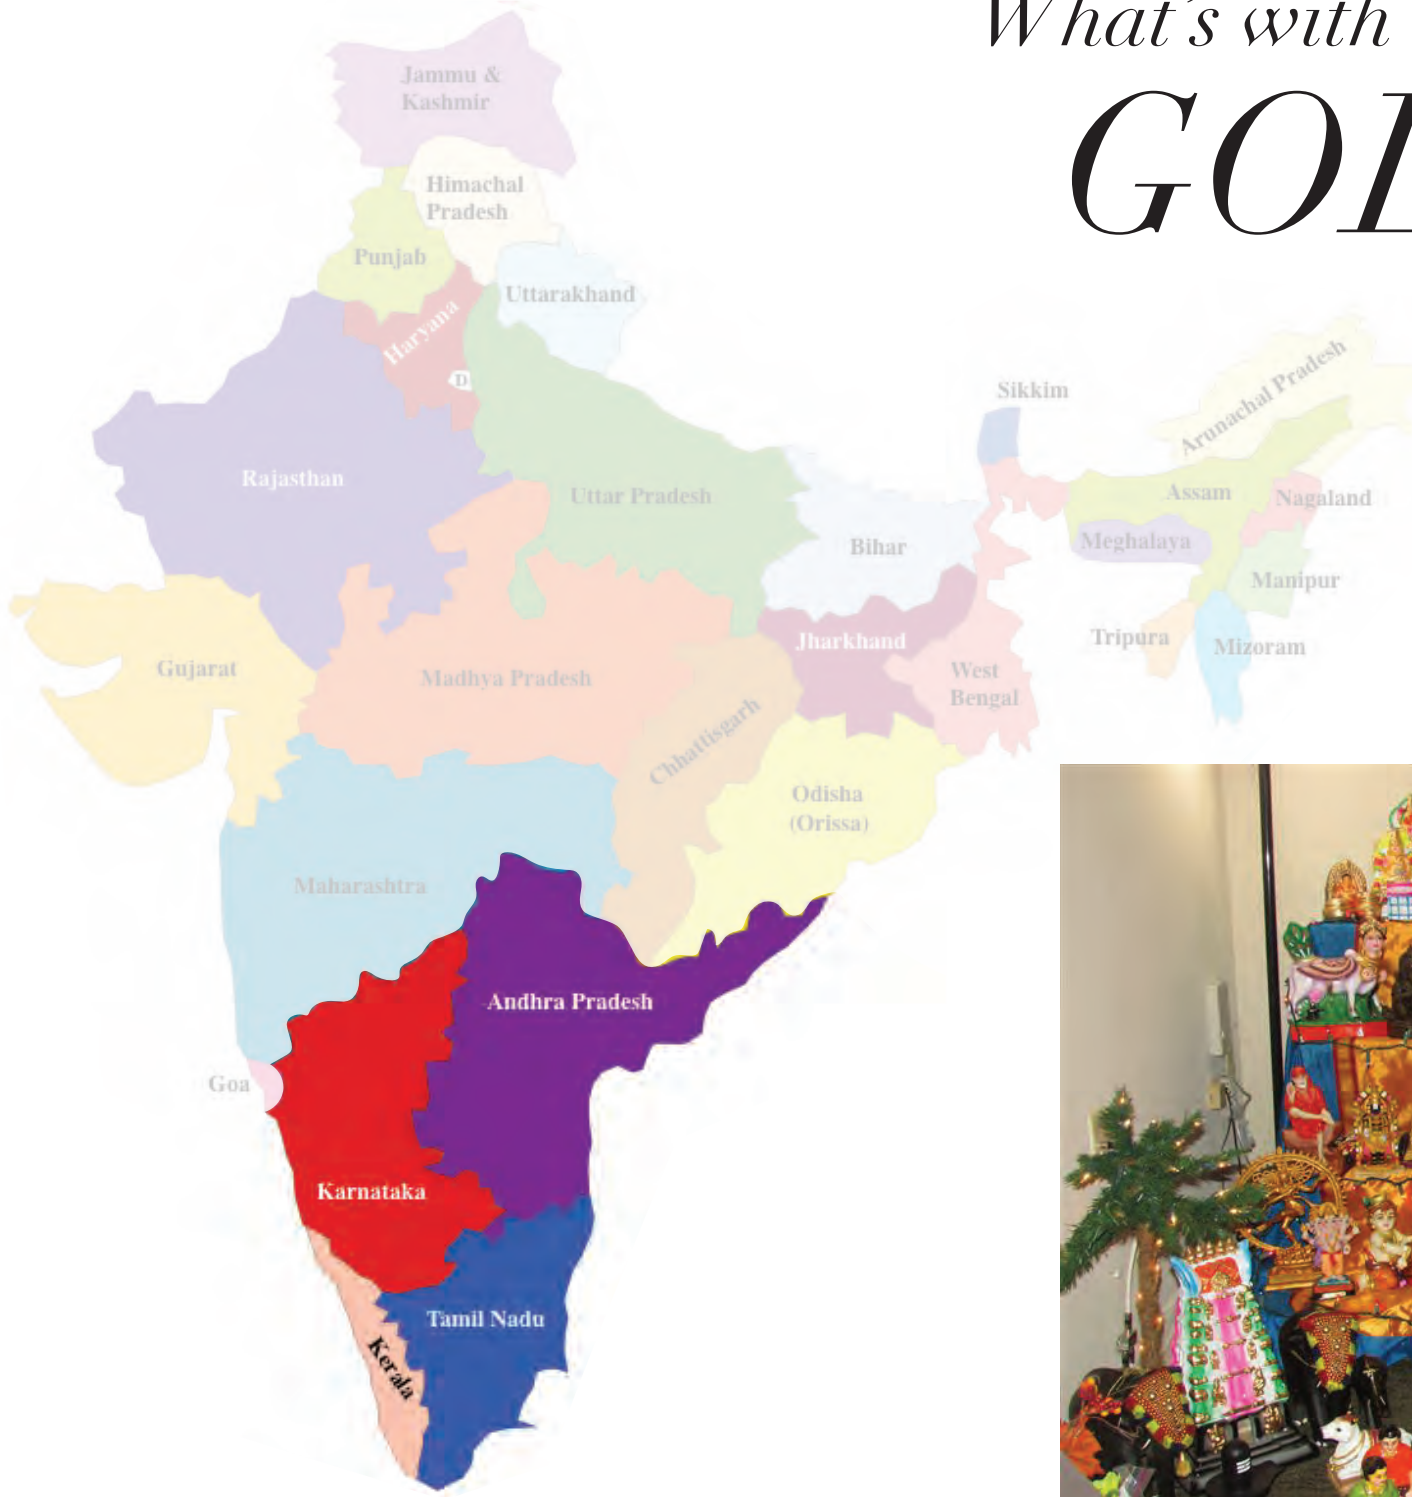 What's with
GOL
Jammu &
Kashmir
Himachal
Pradesh
Punjab
Uttarakhand
Haryana
D
Sikkim
Arunachal Pradesh
Rajasthan
Uttar Pradesh
Assam
Nagaland
Bihar
Meghalaya
Manipur
Jharkhand
Tripura
Mizoram
Gujarat
Madhya Pradesh
West
Bengal
Chhattisgarh
Odisha
(Orissa)
Maharashtra
Andhra Pradesh
Goa
Karnataka
Tamil Nadu
Kerala